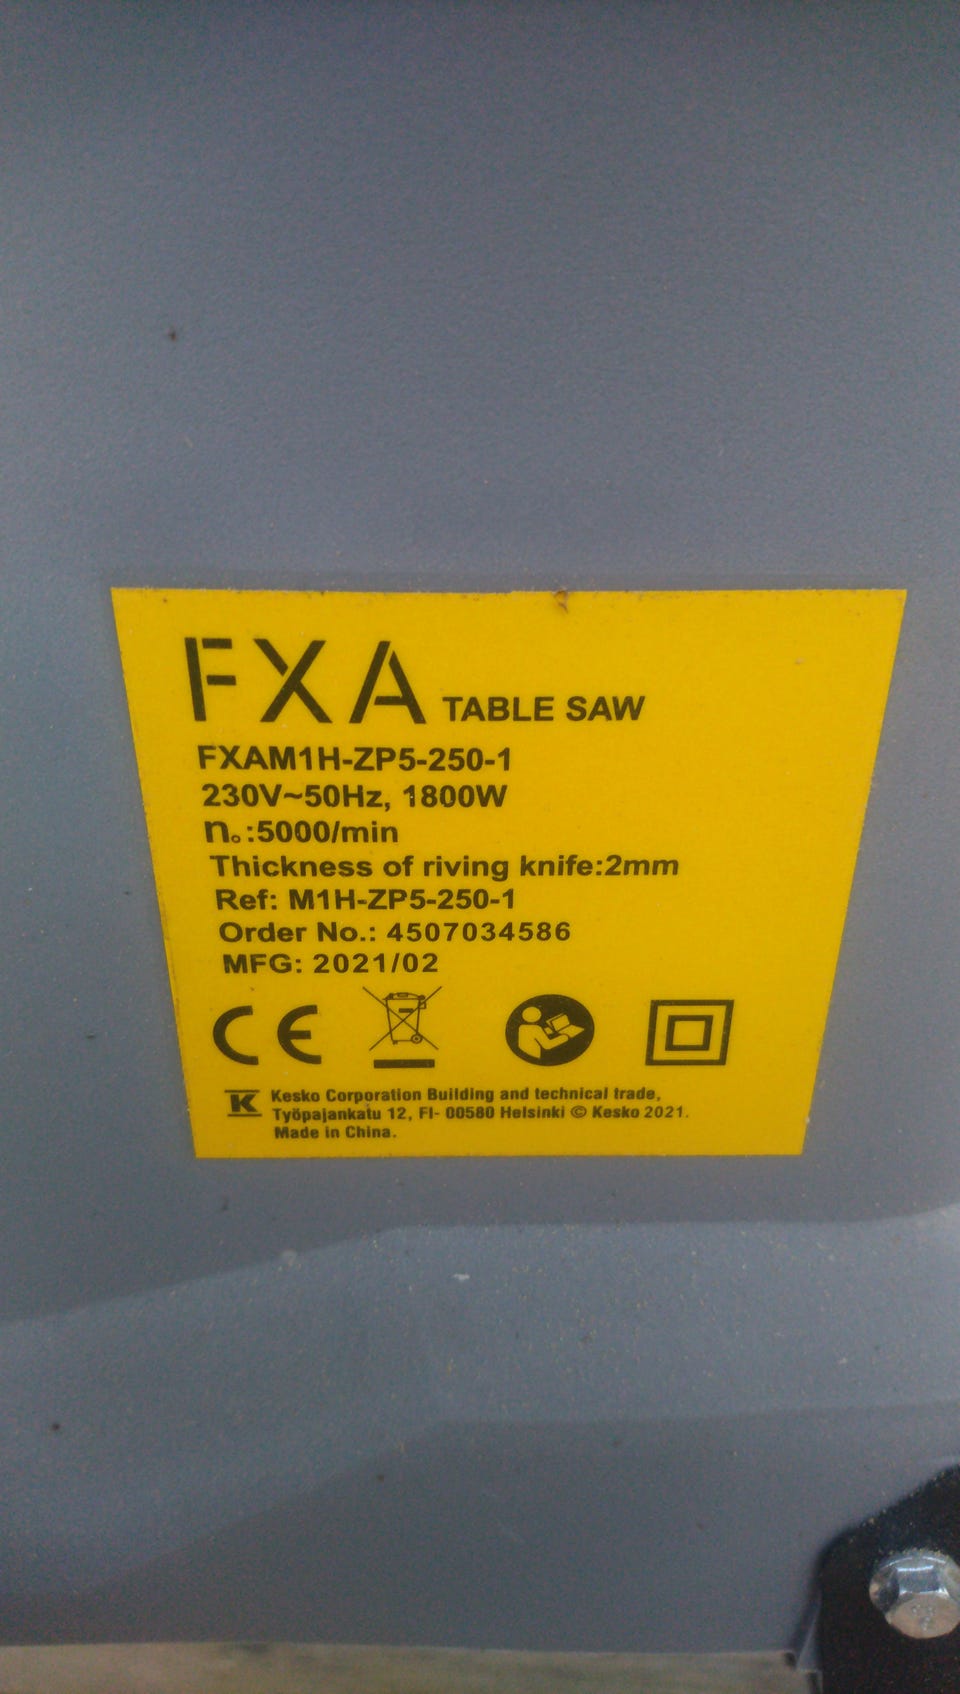 FXA TABLE SAW
FXAM1H-ZP5-250-1
230V~50Hz, 1800W
n₀:5000/min
Thickness of riving knife:2mm
Ref: M1H-ZP5-250-1
Order No.: 4507034586
MFG: 2021/02
CE
K Kesko Corporation Building and technical trade,
Työpajankatu 12, FI- 00580 Helsinki © Kesko 2021.
Made in China.